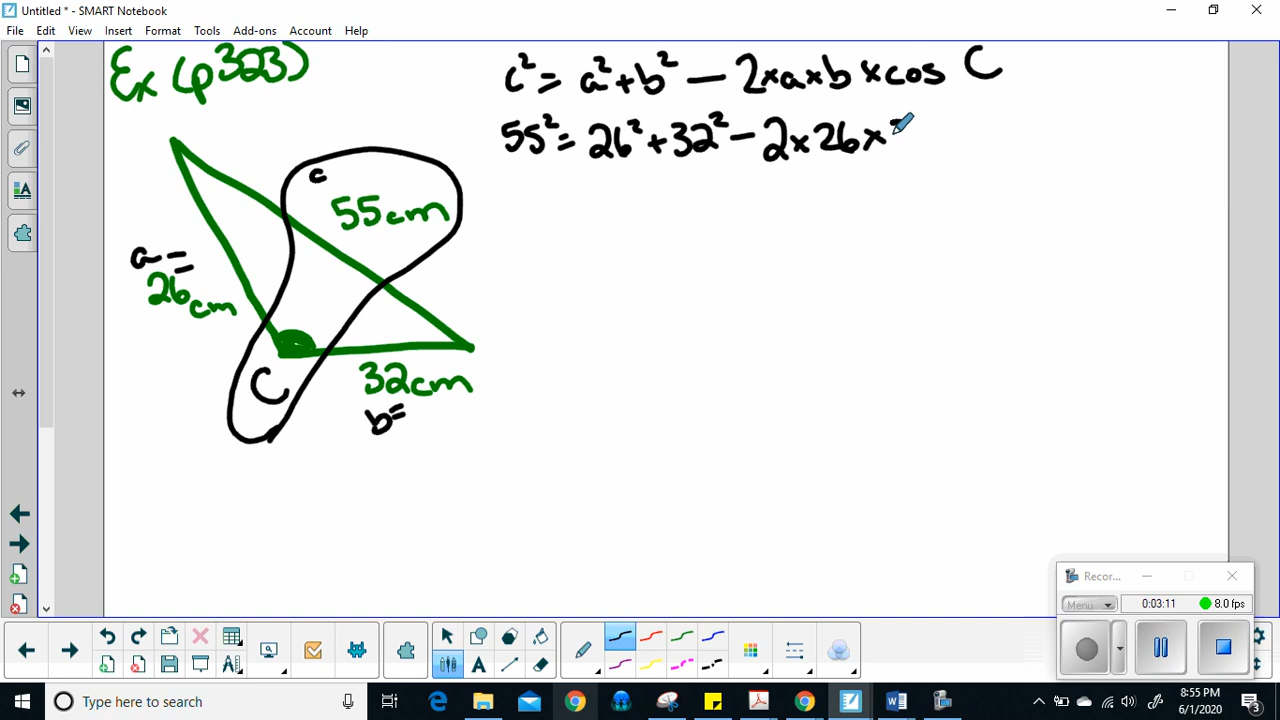 Untitled * - SMART Notebook
File Edit View Insert Format Tools Add-ons Account Help
Ex (p323)
c² = a² + b² — 2×a×b×cos C
55² = 26² + 32² — 2×26×
c
55cm
a =
26cm
C
32cm
b=
Recor...
Menu
0:03:11
8.0 fps
Type here to search
8:55 PM
6/1/2020
3